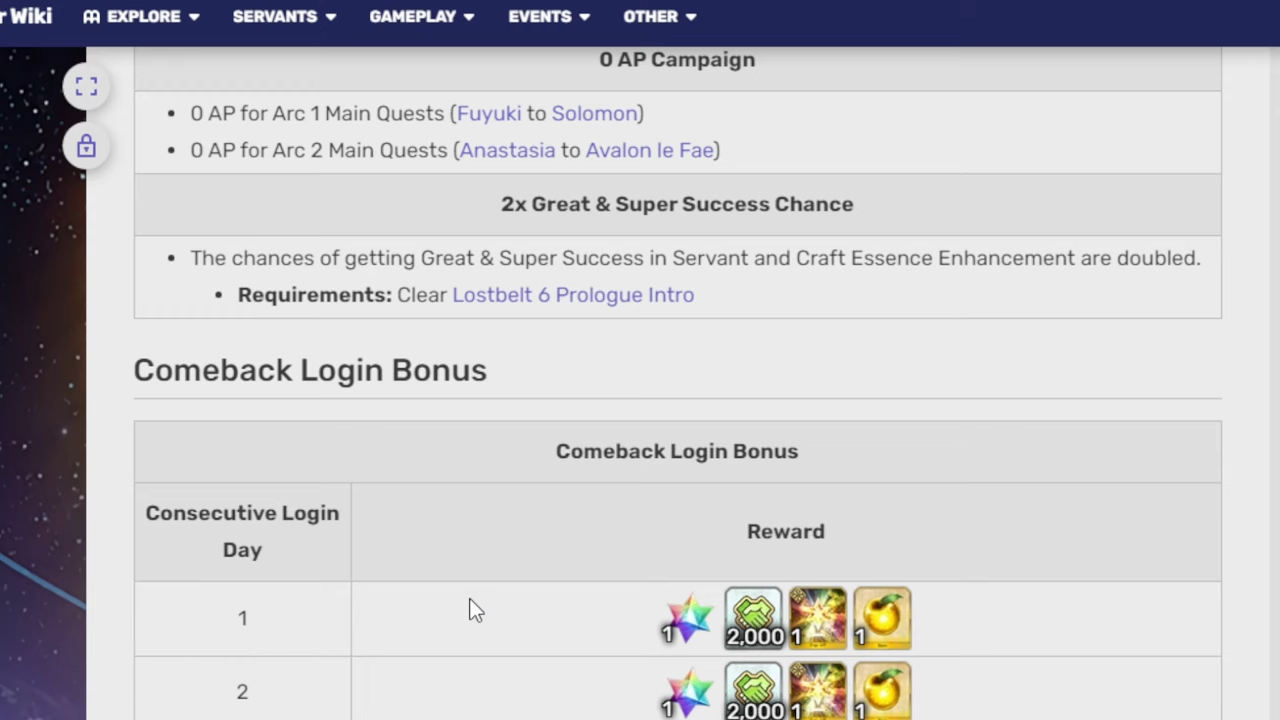 r Wiki
EXPLORE
SERVANTS
GAMEPLAY
EVENTS
OTHER
0 AP Campaign
0 AP for Arc 1 Main Quests (Fuyuki to Solomon)
0 AP for Arc 2 Main Quests (Anastasia to Avalon le Fae)
2x Great & Super Success Chance
The chances of getting Great & Super Success in Servant and Craft Essence Enhancement are doubled.
Requirements: Clear Lostbelt 6 Prologue Intro
Comeback Login Bonus
Comeback Login Bonus
Consecutive Login
Day
Reward
1
1 2,000 1 1
2
1 2,000 1 1